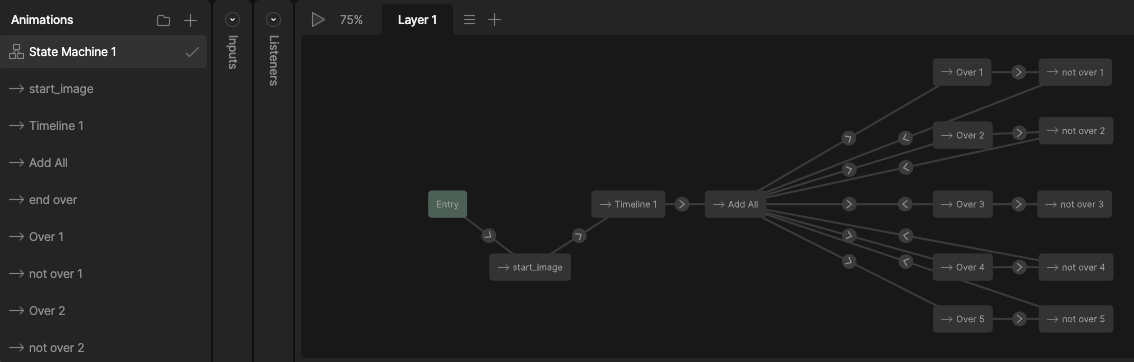 Animations
State Machine 1
start_image
Timeline 1
Add All
end over
Over 1
not over 1
Over 2
not over 2
Inputs
Listeners
75%
Layer 1
Entry
start_image
Timeline 1
Add All
Over 1
not over 1
Over 2
not over 2
Over 3
not over 3
Over 4
not over 4
Over 5
not over 5